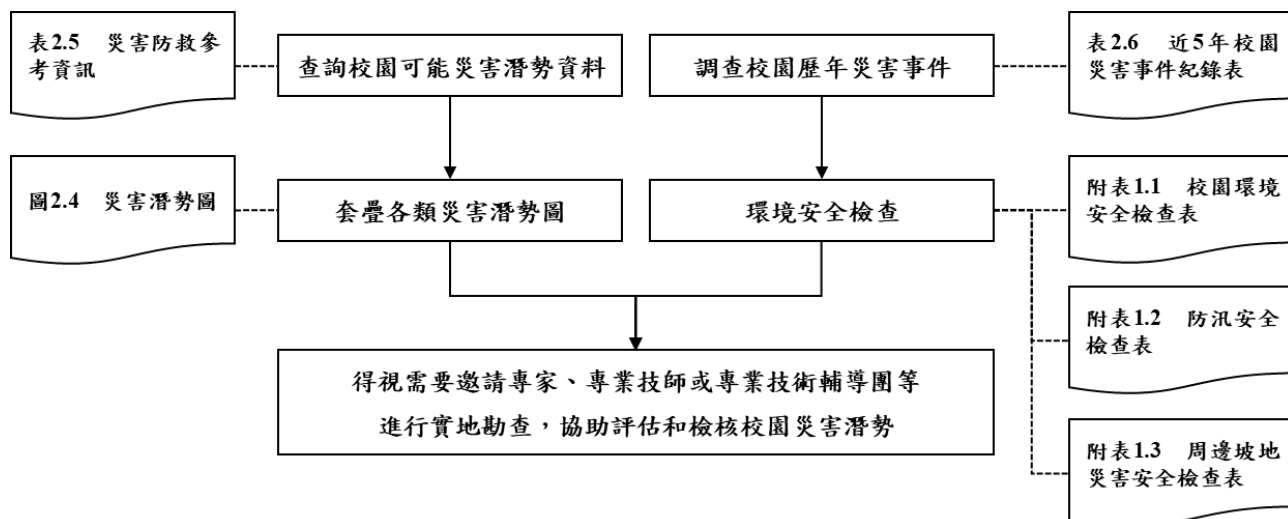 表2.5 災害防救參
考資訊
查詢校園可能災害潛勢資料
調查校園歷年災害事件
表2.6 近5年校園
災害事件紀錄表
圖2.4 災害潛勢圖
套疊各類災害潛勢圖
環境安全檢查
附表1.1 校園環境
安全檢查表
附表1.2 防汛安全
檢查表
得視需要邀請專家、專業技師或專業技術輔導團等
進行實地勘查，協助評估和檢核校園災害潛勢
附表1.3 周邊坡地
災害安全檢查表